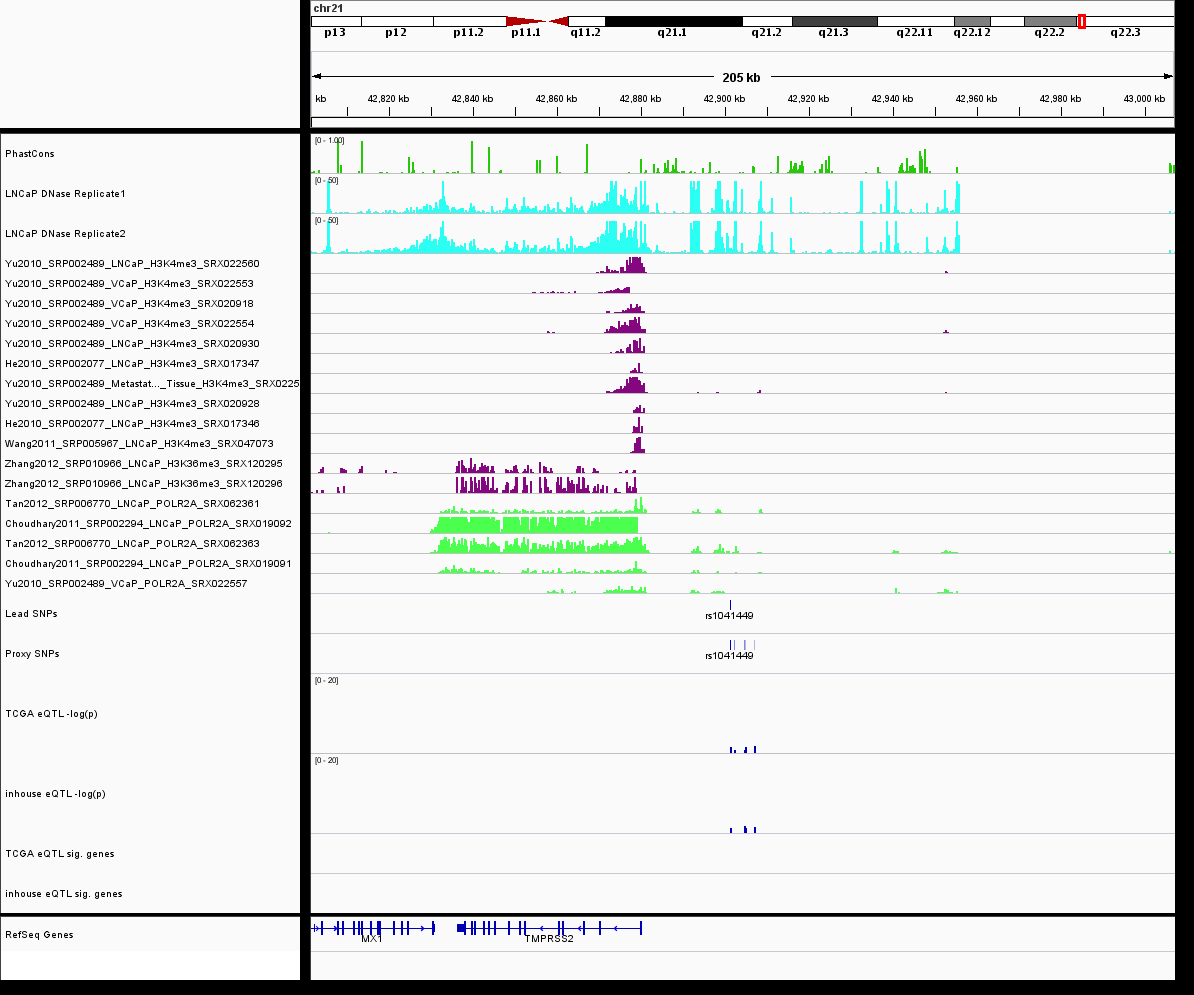 chr21
p13 p12 p11.2 p11.1 q11.2 q21.1 q21.2 q21.3 q22.11 q22.12 q22.2 q22.3
205 kb
kb 42,820 kb 42,840 kb 42,860 kb 42,880 kb 42,900 kb 42,920 kb 42,940 kb 42,960 kb 42,980 kb 43,000 kb
[0 - 1.00]
PhastCons
[0 - 50]
LNCaP DNase Replicate1
[0 - 50]
LNCaP DNase Replicate2
Yu2010_SRP002489_LNCaP_H3K4me3_SRX022560
Yu2010_SRP002489_VCaP_H3K4me3_SRX022553
Yu2010_SRP002489_VCaP_H3K4me3_SRX020918
Yu2010_SRP002489_VCaP_H3K4me3_SRX022554
Yu2010_SRP002489_LNCaP_H3K4me3_SRX020930
He2010_SRP002077_LNCaP_H3K4me3_SRX017347
Yu2010_SRP002489_Metastat..._Tissue_H3K4me3_SRX0225
Yu2010_SRP002489_LNCaP_H3K4me3_SRX020928
He2010_SRP002077_LNCaP_H3K4me3_SRX017346
Wang2011_SRP005967_LNCaP_H3K4me3_SRX047073
Zhang2012_SRP010966_LNCaP_H3K36me3_SRX120295
Zhang2012_SRP010966_LNCaP_H3K36me3_SRX120296
Tan2012_SRP006770_LNCaP_POLR2A_SRX062361
Choudhary2011_SRP002294_LNCaP_POLR2A_SRX019092
Tan2012_SRP006770_LNCaP_POLR2A_SRX062363
Choudhary2011_SRP002294_LNCaP_POLR2A_SRX019091
Yu2010_SRP002489_VCaP_POLR2A_SRX022557
Lead SNPs
rs1041449
Proxy SNPs
rs1041449
[0 - 20]
TCGA eQTL -log(p)
[0 - 20]
inhouse eQTL -log(p)
TCGA eQTL sig. genes
inhouse eQTL sig. genes
RefSeq Genes
MX1 TMPRSS2